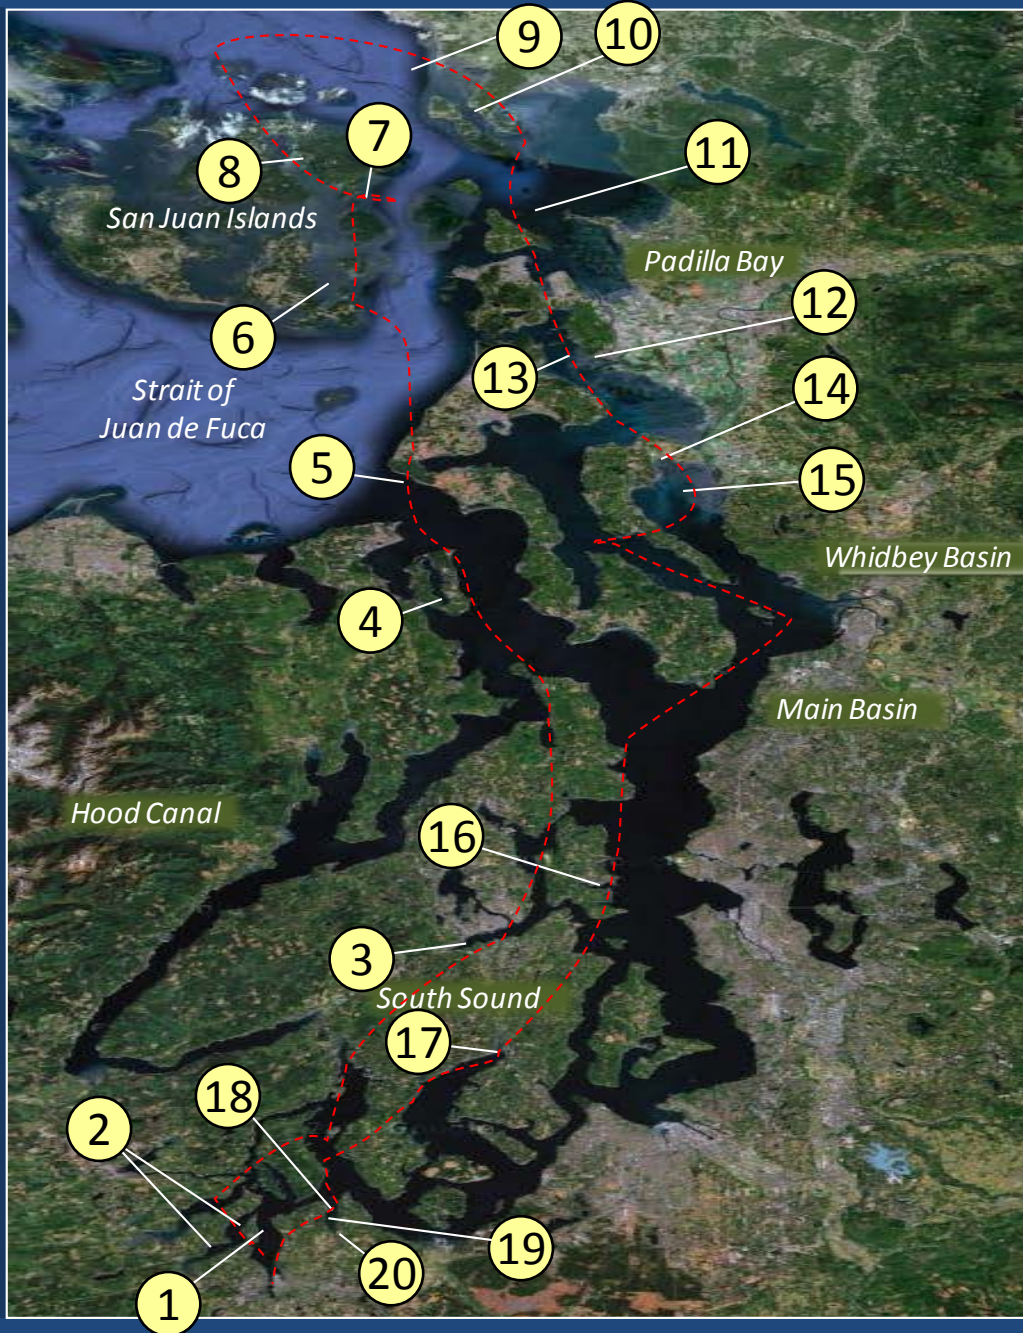 9
10
7
11
8
San Juan Islands
Padilla Bay
12
6
13
14
Strait of
Juan de Fuca
5
15
Whidbey Basin
4
Main Basin
Hood Canal
16
3
South Sound
17
18
2
19
20
1